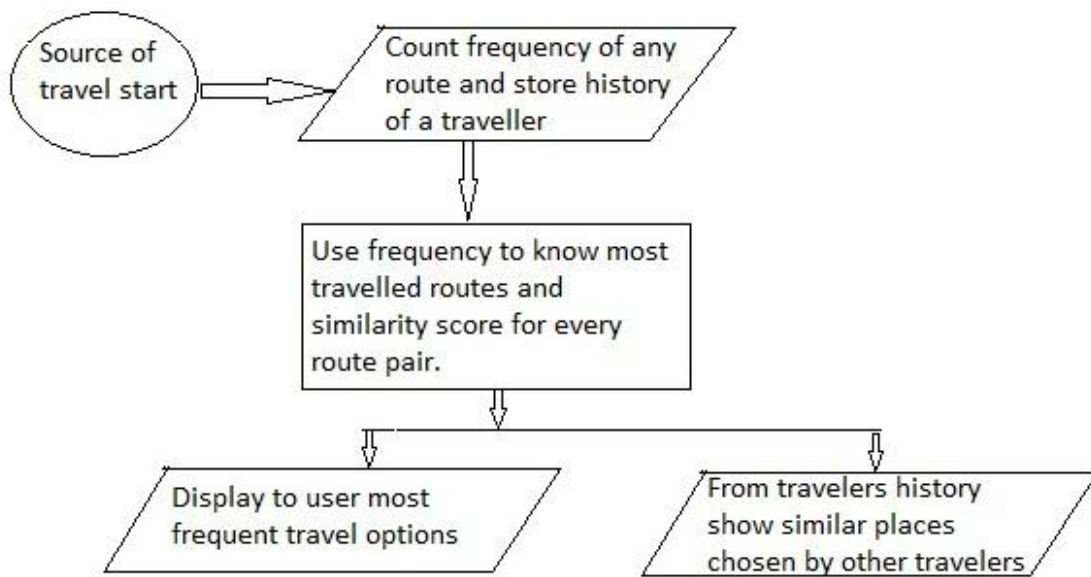 Source of
travel start
Count frequency of any
route and store history
of a traveller
Use frequency to know most
travelled routes and
similarity score for every
route pair.
Display to user most
frequent travel options
From travelers history
show similar places
chosen by other travelers